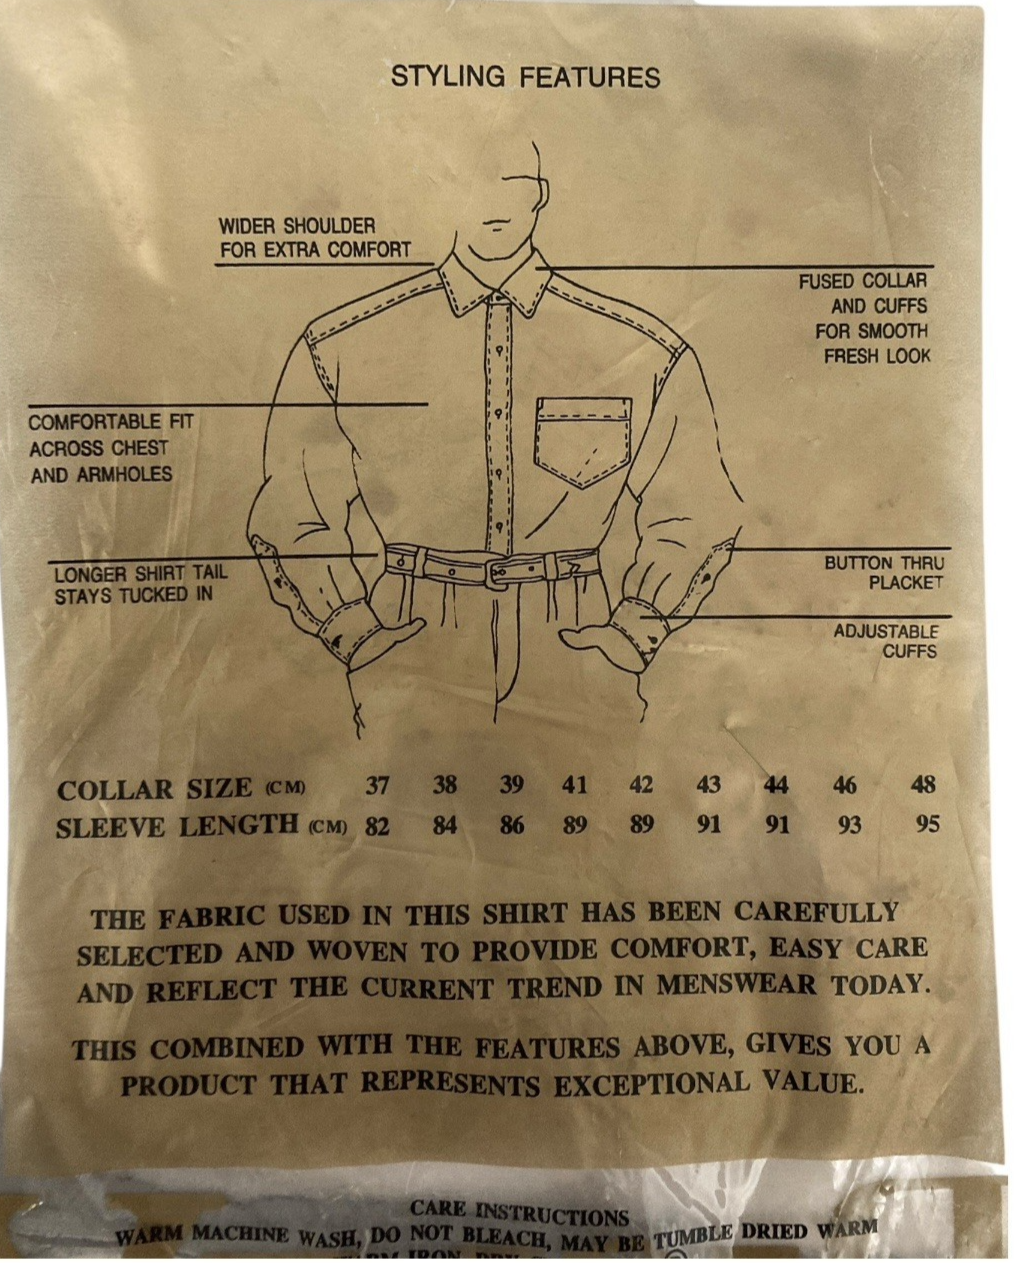 STYLING FEATURES
WIDER SHOULDER
FOR EXTRA COMFORT
FUSED COLLAR
AND CUFFS
FOR SMOOTH
FRESH LOOK
COMFORTABLE FIT
ACROSS CHEST
AND ARMHOLES
LONGER SHIRT TAIL
STAYS TUCKED IN
BUTTON THRU
PLACKET
ADJUSTABLE
CUFFS
COLLAR SIZE (CM) 37 38 39 41 42 43 44 46 48
SLEEVE LENGTH (CM) 82 84 86 89 89 91 91 93 95
THE FABRIC USED IN THIS SHIRT HAS BEEN CAREFULLY
SELECTED AND WOVEN TO PROVIDE COMFORT, EASY CARE
AND REFLECT THE CURRENT TREND IN MENSWEAR TODAY.
THIS COMBINED WITH THE FEATURES ABOVE, GIVES YOU A
PRODUCT THAT REPRESENTS EXCEPTIONAL VALUE.
CARE INSTRUCTIONS
WARM MACHINE WASH, DO NOT BLEACH, MAY BE TUMBLE DRIED WARM
IRON, DRY